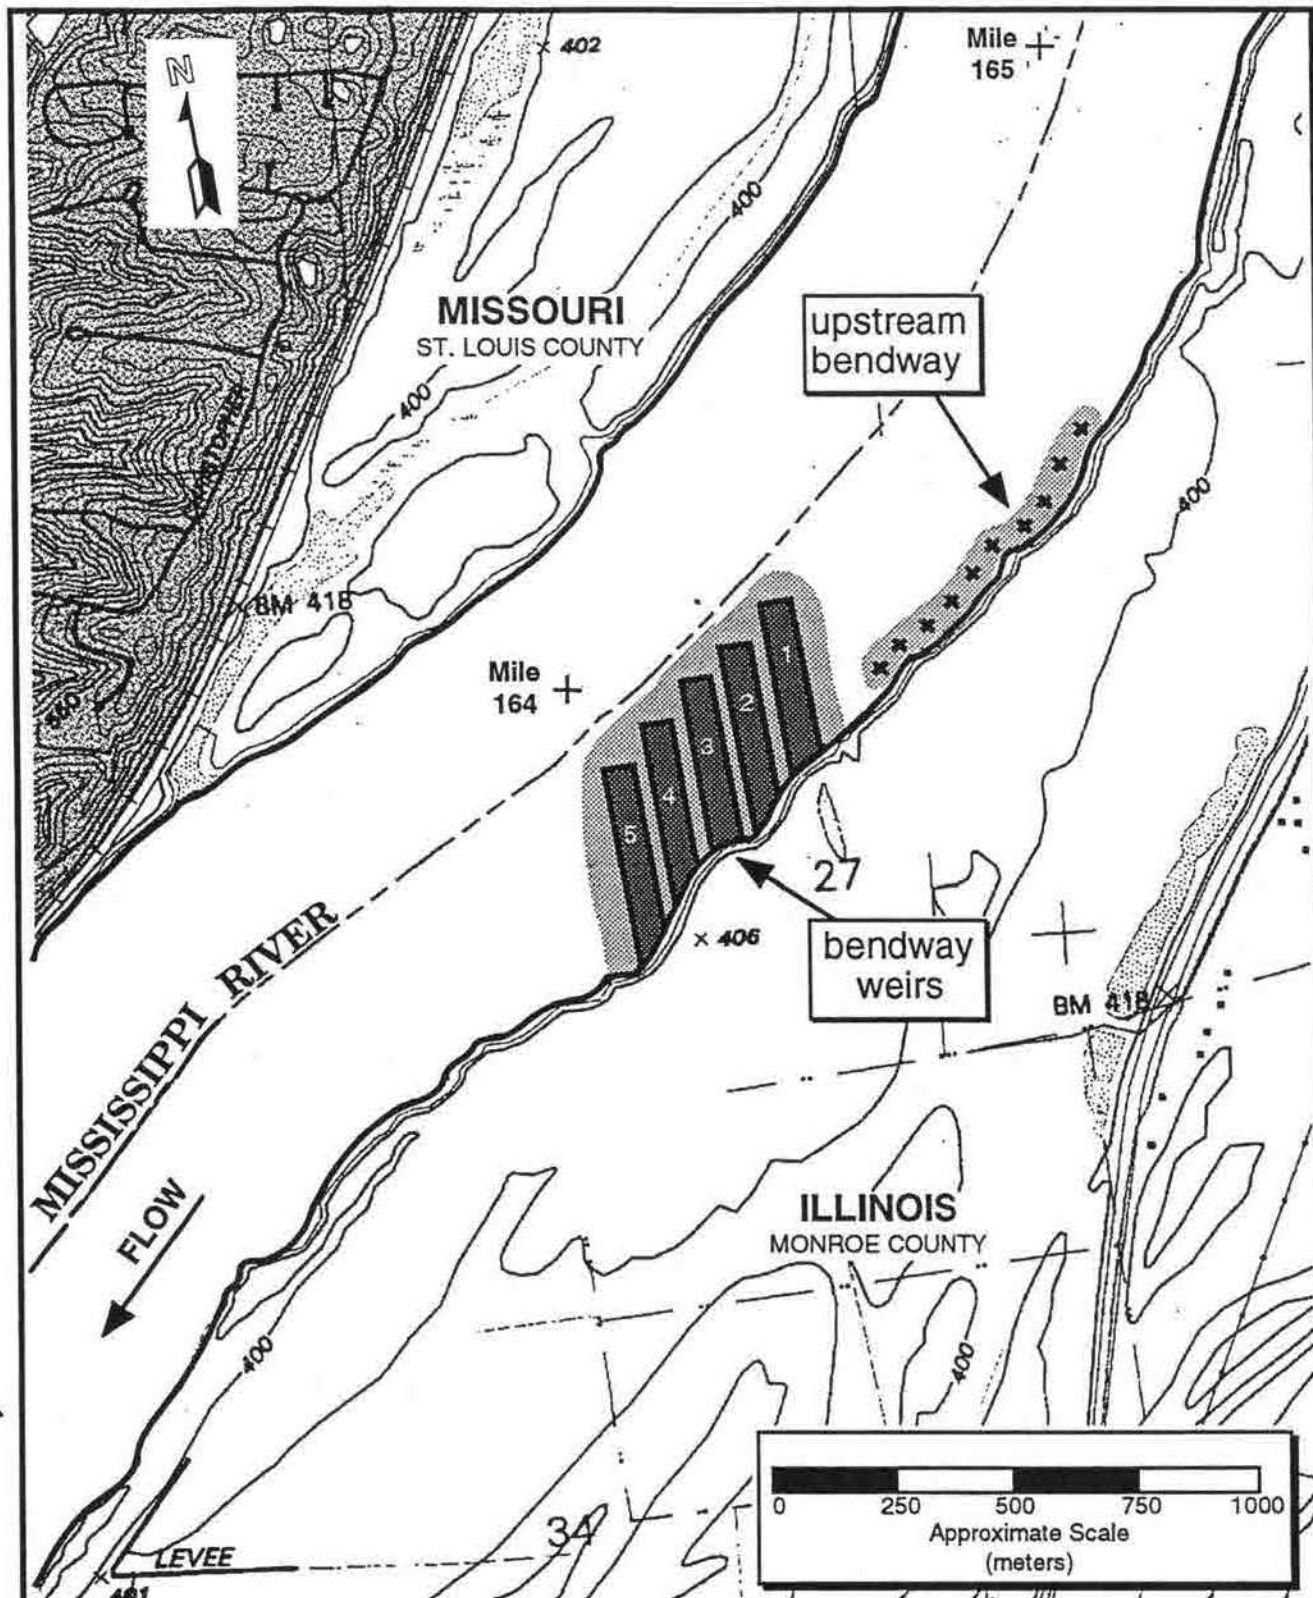 N
402
Mile
165
400
MISSOURI
ST. LOUIS COUNTY
upstream
bendway
400
400
BM 418
Mile
164
1
2
3
4
5
27
406
bendway
weirs
BM 418
MISSISSIPPI RIVER
FLOW
ILLINOIS
MONROE COUNTY
400
400
34
LEVEE
0 250 500 750 1000
Approximate Scale
(meters)